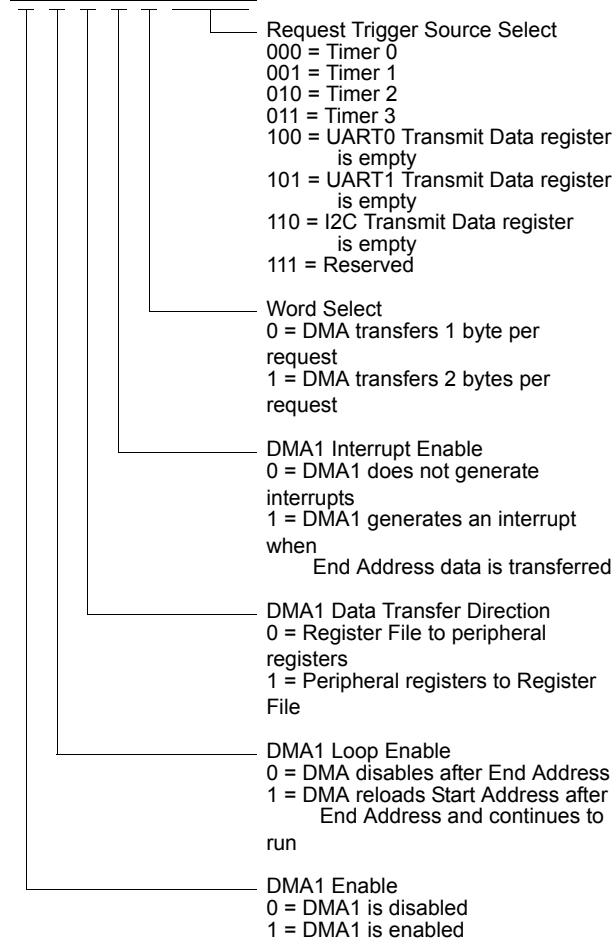 Request Trigger Source Select
000 = Timer 0
001 = Timer 1
010 = Timer 2
011 = Timer 3
100 = UART0 Transmit Data register
is empty
101 = UART1 Transmit Data register
is empty
110 = I2C Transmit Data register
is empty
111 = Reserved
Word Select
0 = DMA transfers 1 byte per
request
1 = DMA transfers 2 bytes per
request
DMA1 Interrupt Enable
0 = DMA1 does not generate
interrupts
1 = DMA1 generates an interrupt
when
End Address data is transferred
DMA1 Data Transfer Direction
0 = Register File to peripheral
registers
1 = Peripheral registers to Register
File
DMA1 Loop Enable
0 = DMA disables after End Address
1 = DMA reloads Start Address after
End Address and continues to
run
DMA1 Enable
0 = DMA1 is disabled
1 = DMA1 is enabled